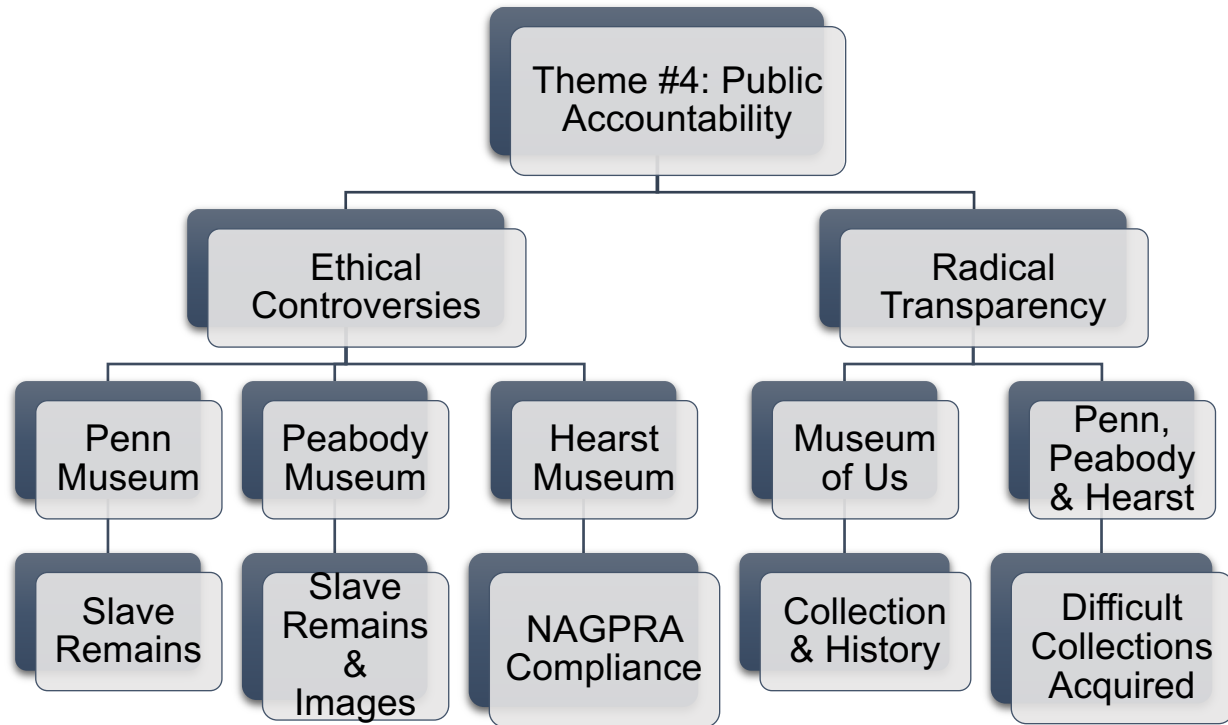 Theme #4: Public
Accountability
Ethical
Controversies
Radical
Transparency
Penn
Museum
Peabody
Museum
Hearst
Museum
Museum
of Us
Penn,
Peabody
& Hearst
Slave
Remains
Slave
Remains
&
Images
NAGPRA
Compliance
Collection
& History
Difficult
Collections
Acquired